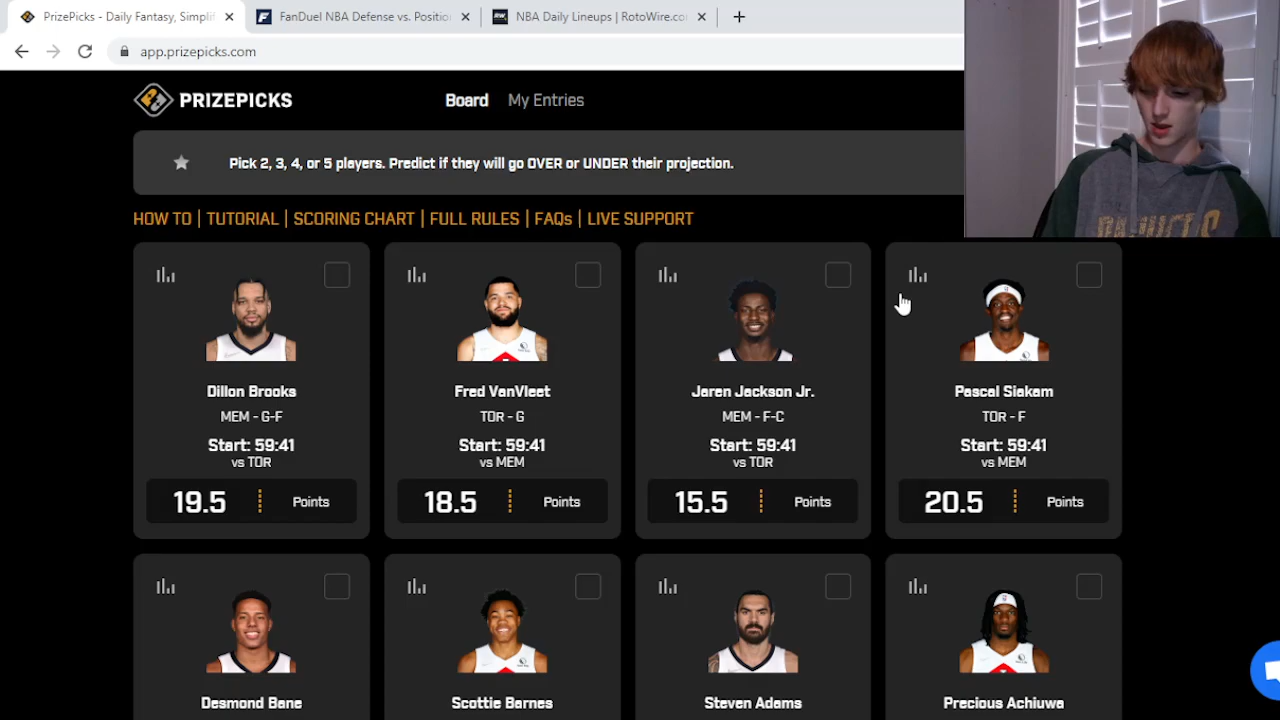 PrizePicks - Daily Fantasy, Simplif
FanDuel NBA Defense vs. Positio
NBA Daily Lineups | RotoWire.co
app.prizepicks.com
PRIZEPICKS
Board
My Entries
Pick 2, 3, 4, or 5 players. Predict if they will go OVER or UNDER their projection.
HOW TO | TUTORIAL | SCORING CHART | FULL RULES | FAQs | LIVE SUPPORT
Dillon Brooks
MEM - G-F
Start: 59:41
vs TOR
19.5 Points
Fred VanVleet
TOR - G
Start: 59:41
vs MEM
18.5 Points
Jaren Jackson Jr.
MEM - F-C
Start: 59:41
vs TOR
15.5 Points
Pascal Siakam
TOR - F
Start: 59:41
vs MEM
20.5 Points
Desmond Bane
Scottie Barnes
Steven Adams
Precious Achiuwa